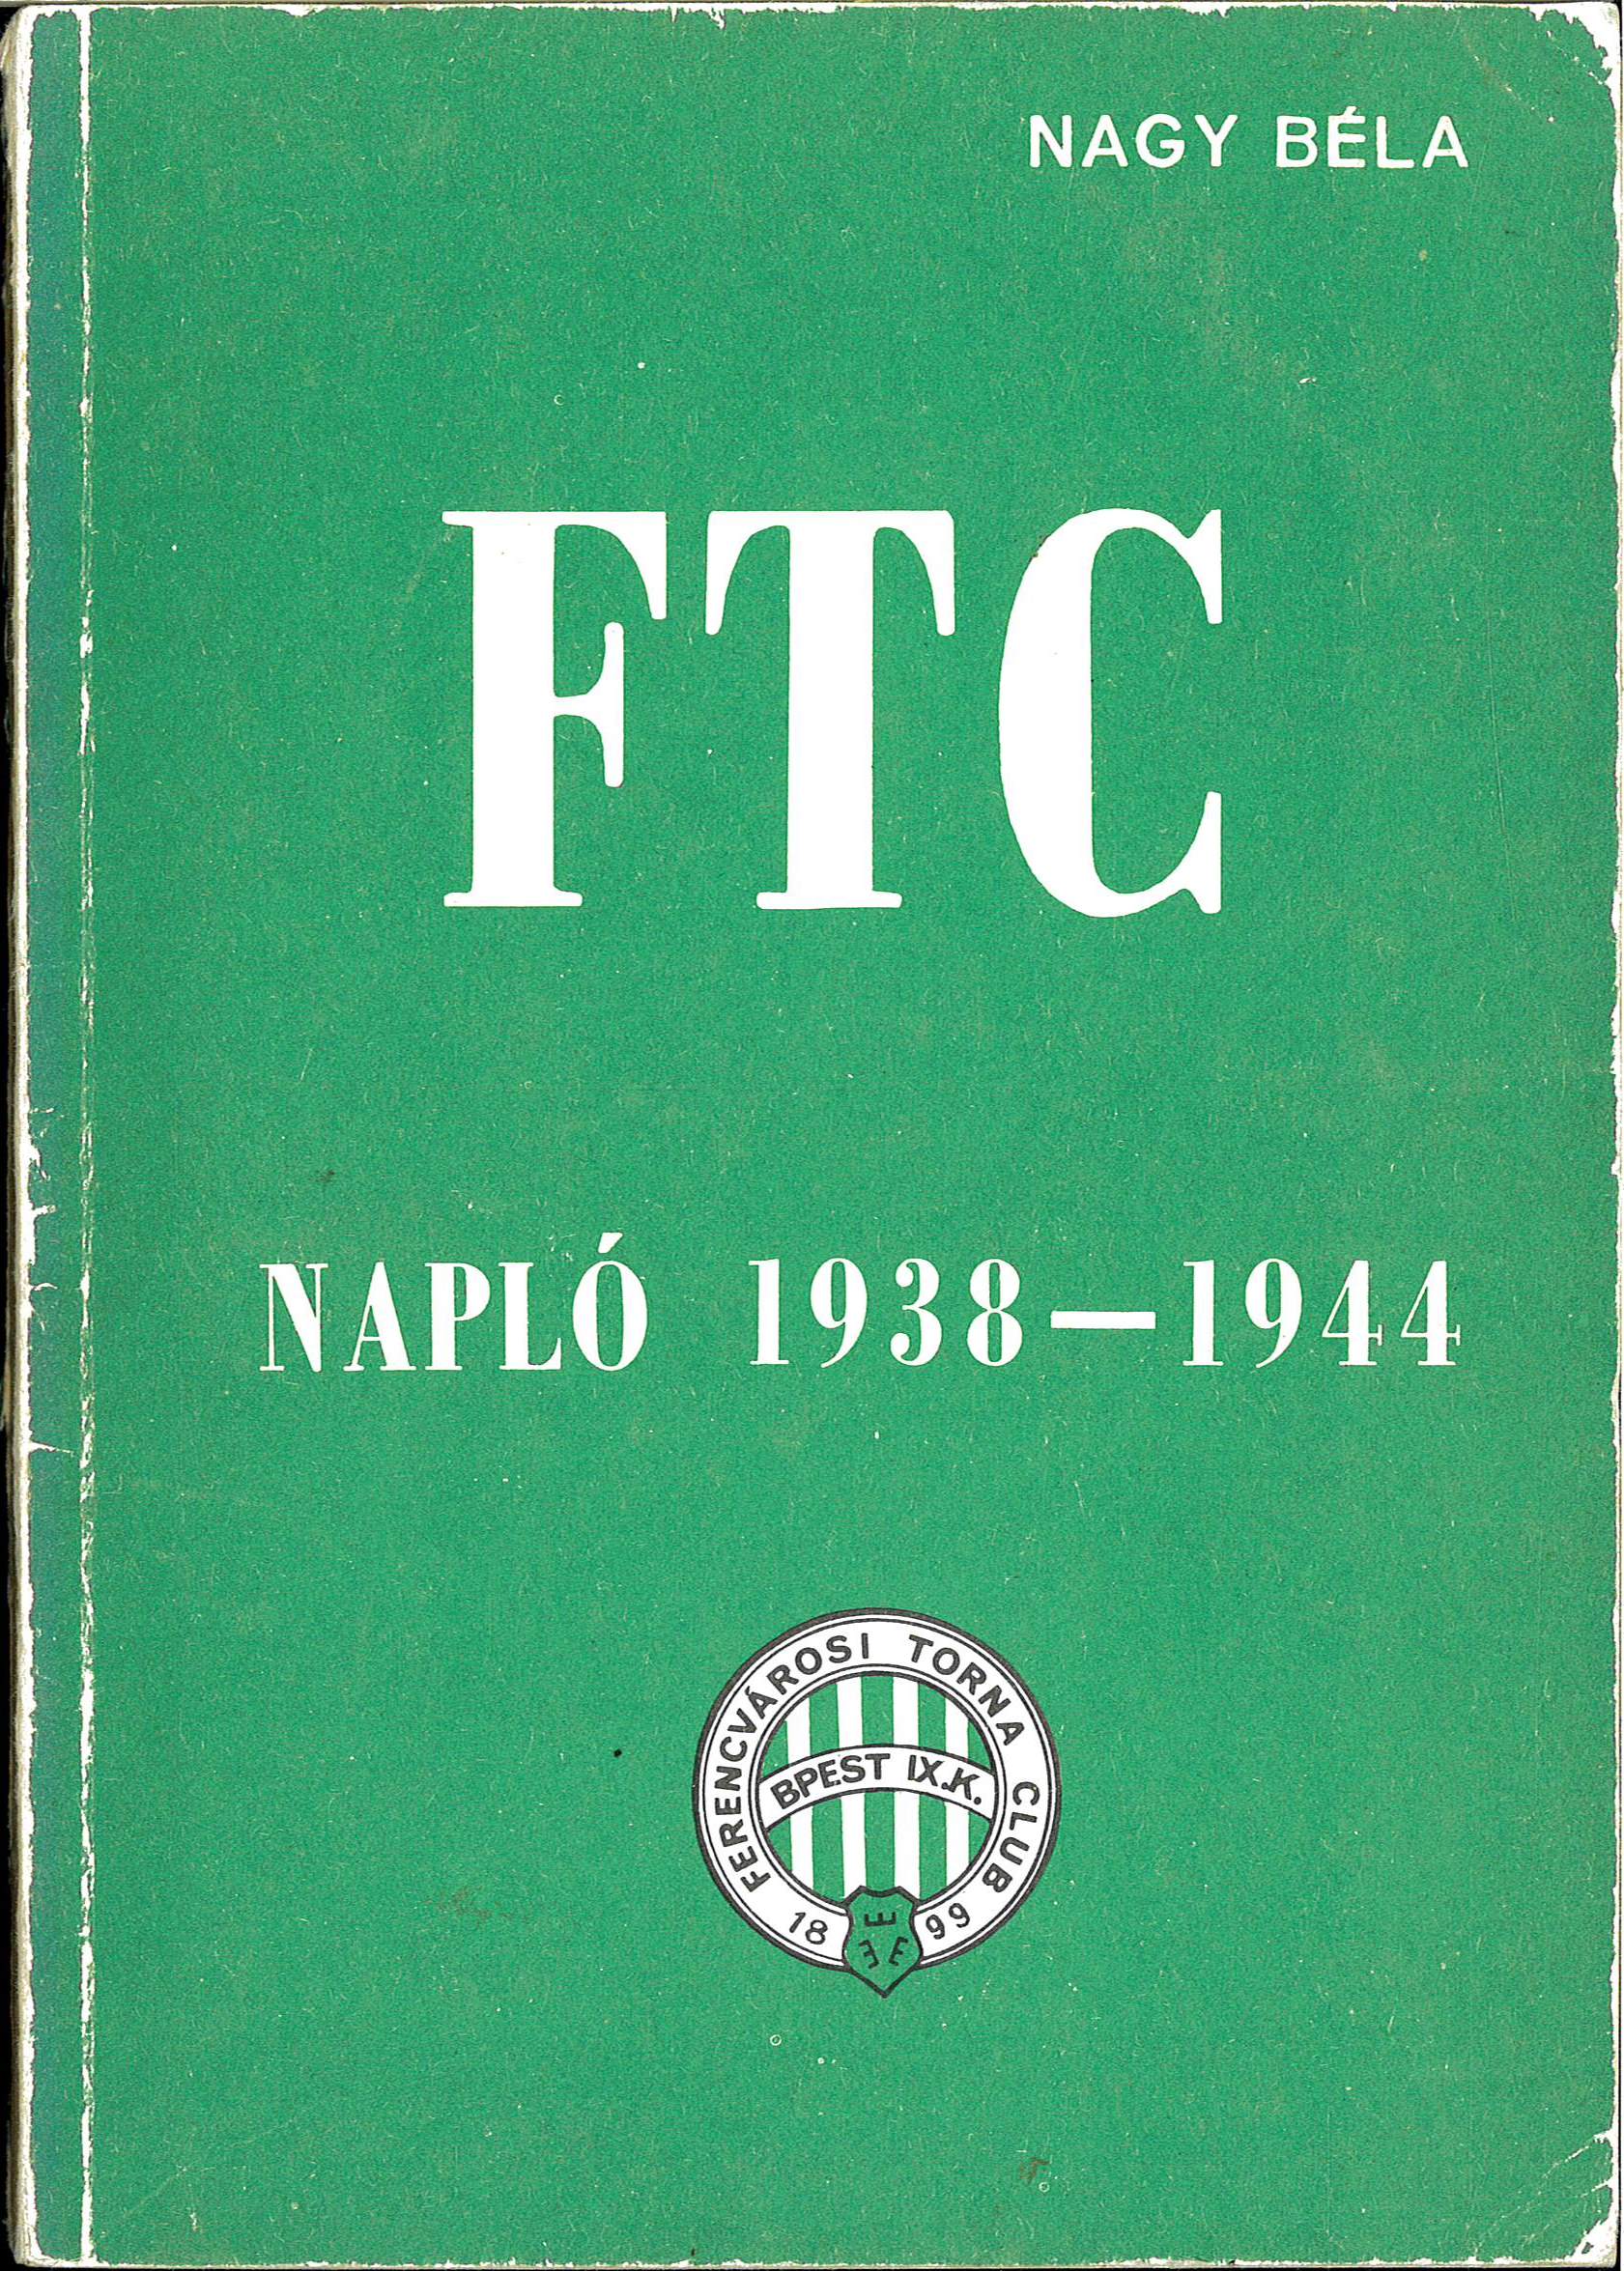 NAGY BÉLA
FTC
NAPLÓ 1938—1944
FERENCVÁROSI TORNA CLUB
BPEST IX.K.
18 99
E
E E